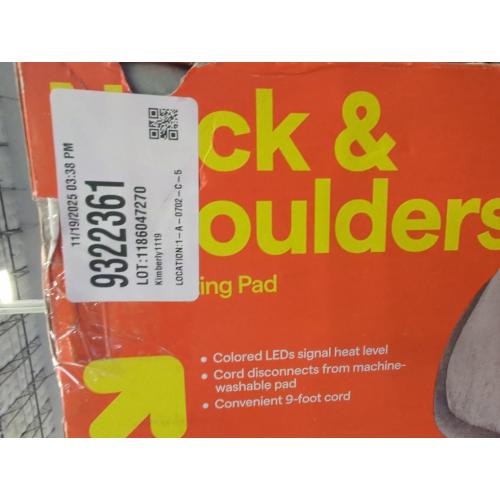 11/19/2025 03:38 PM
9322361
LOT:1186047270
Kimberly1119
LOCATION:1-A-0702-C-5
ck &
oulders
ing Pad
• Colored LEDs signal heat level
• Cord disconnects from machine-
washable pad
• Convenient 9-foot cord